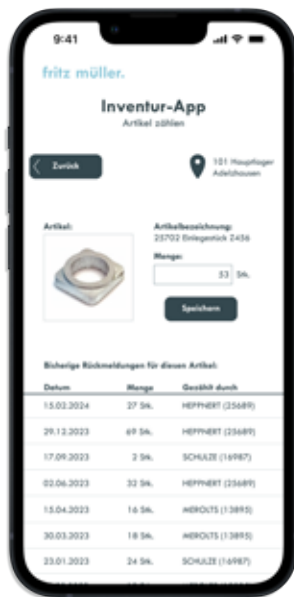 9:41
fritz müller.
Inventur-App
Artikel zählen
Zurück
101 Hauptlager
Adelzhausen
Artikel:
Artikelbezeichnung:
25702 Einlegestück Z456
Menge:
53 Stk.
Speichern
Bisherige Rückmeldungen für diesen Artikel:
Datum Menge Gezählt durch
15.02.2024 27 Stk. HEPPNERT (25689)
29.12.2023 69 Stk. HEPPNERT (25689)
17.09.2023 2 Stk. SCHULZE (16987)
02.06.2023 32 Stk. HEPPNERT (25689)
15.04.2023 16 Stk. MEROLTS (13895)
30.03.2023 18 Stk. MEROLTS (13895)
23.01.2023 24 Stk. SCHULZE (16987)